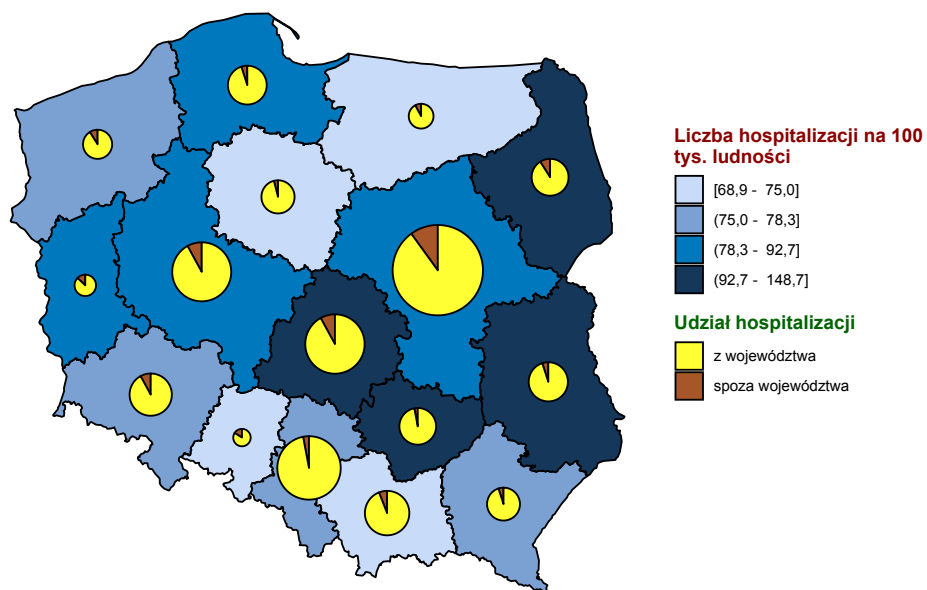 Liczba hospitalizacji na 100
tys. ludności
[68,9 - 75,0]
(75,0 - 78,3]
(78,3 - 92,7]
(92,7 - 148,7]
Udział hospitalizacji
z województwa
spoza województwa